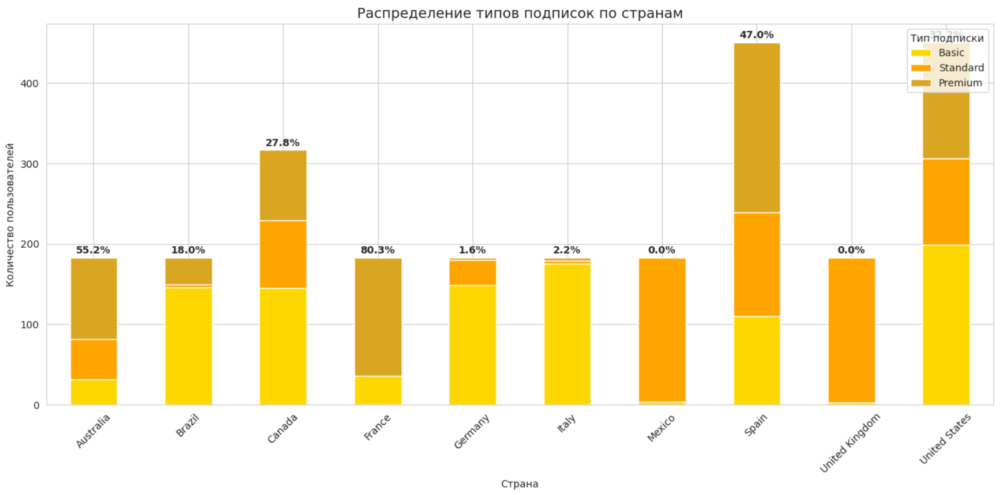 Распределение типов подписок по странам
Количество пользователей
400
300
200
100
0
55.2%
18.0%
27.8%
80.3%
1.6%
2.2%
0.0%
47.0%
0.0%
32.2%
Тип подписки
Basic
Standard
Premium
Australia
Brazil
Canada
France
Germany
Italy
Mexico
Spain
United Kingdom
United States
Страна